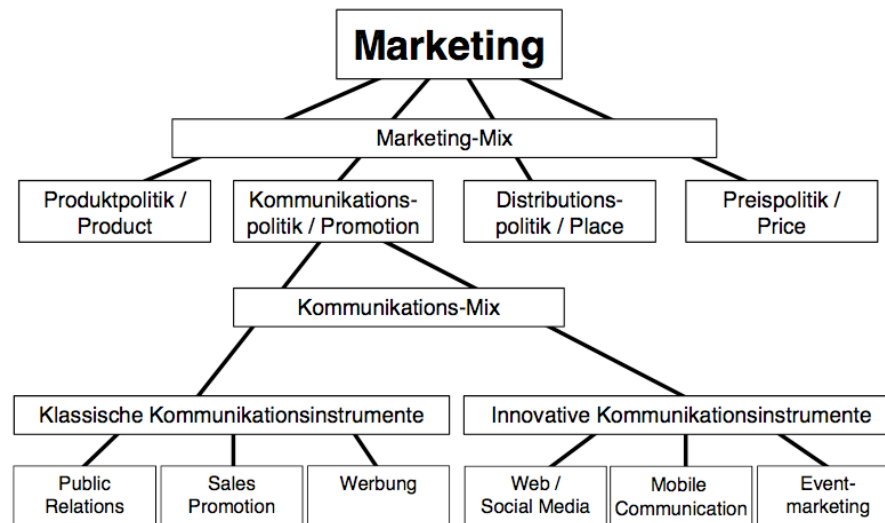 Marketing
Marketing-Mix
Produktpolitik /
Product
Kommunikations-
politik / Promotion
Distributions-
politik / Place
Preispolitik /
Price
Kommunikations-Mix
Klassische Kommunikationsinstrumente
Innovative Kommunikationsinstrumente
Public
Relations
Sales
Promotion
Werbung
Web /
Social Media
Mobile
Communication
Event-
marketing